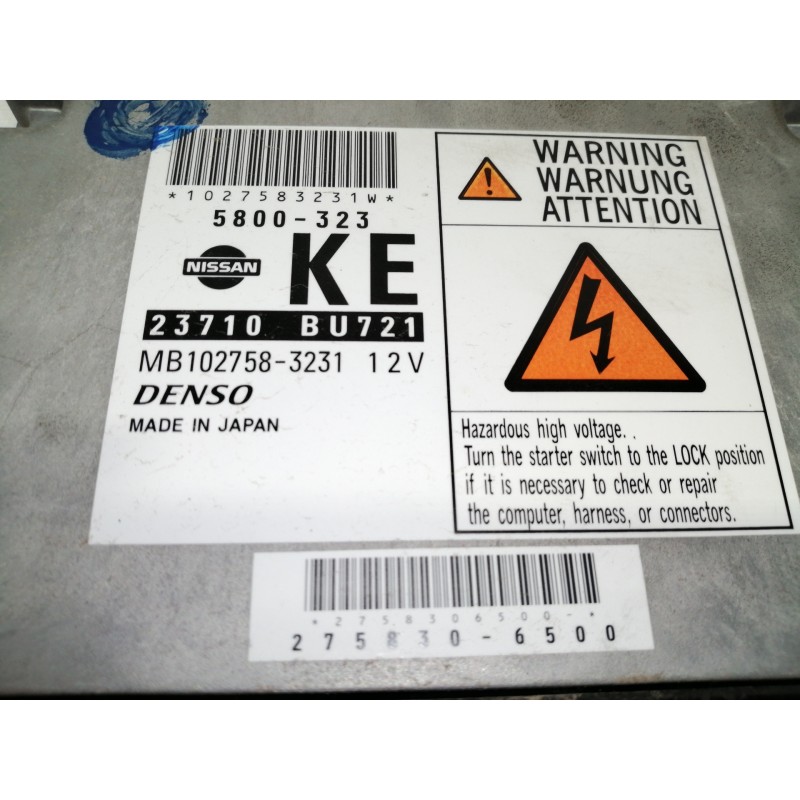 *1027583231W*
5800-323
NISSAN
KE
23710 BU721
MB102758-3231 12V
DENSO
MADE IN JAPAN
WARNING
WARNUNG
ATTENTION
Hazardous high voltage.
Turn the starter switch to the LOCK position
if it is necessary to check or repair
the computer, harness, or connectors.
*2758306500-*
275830-6500